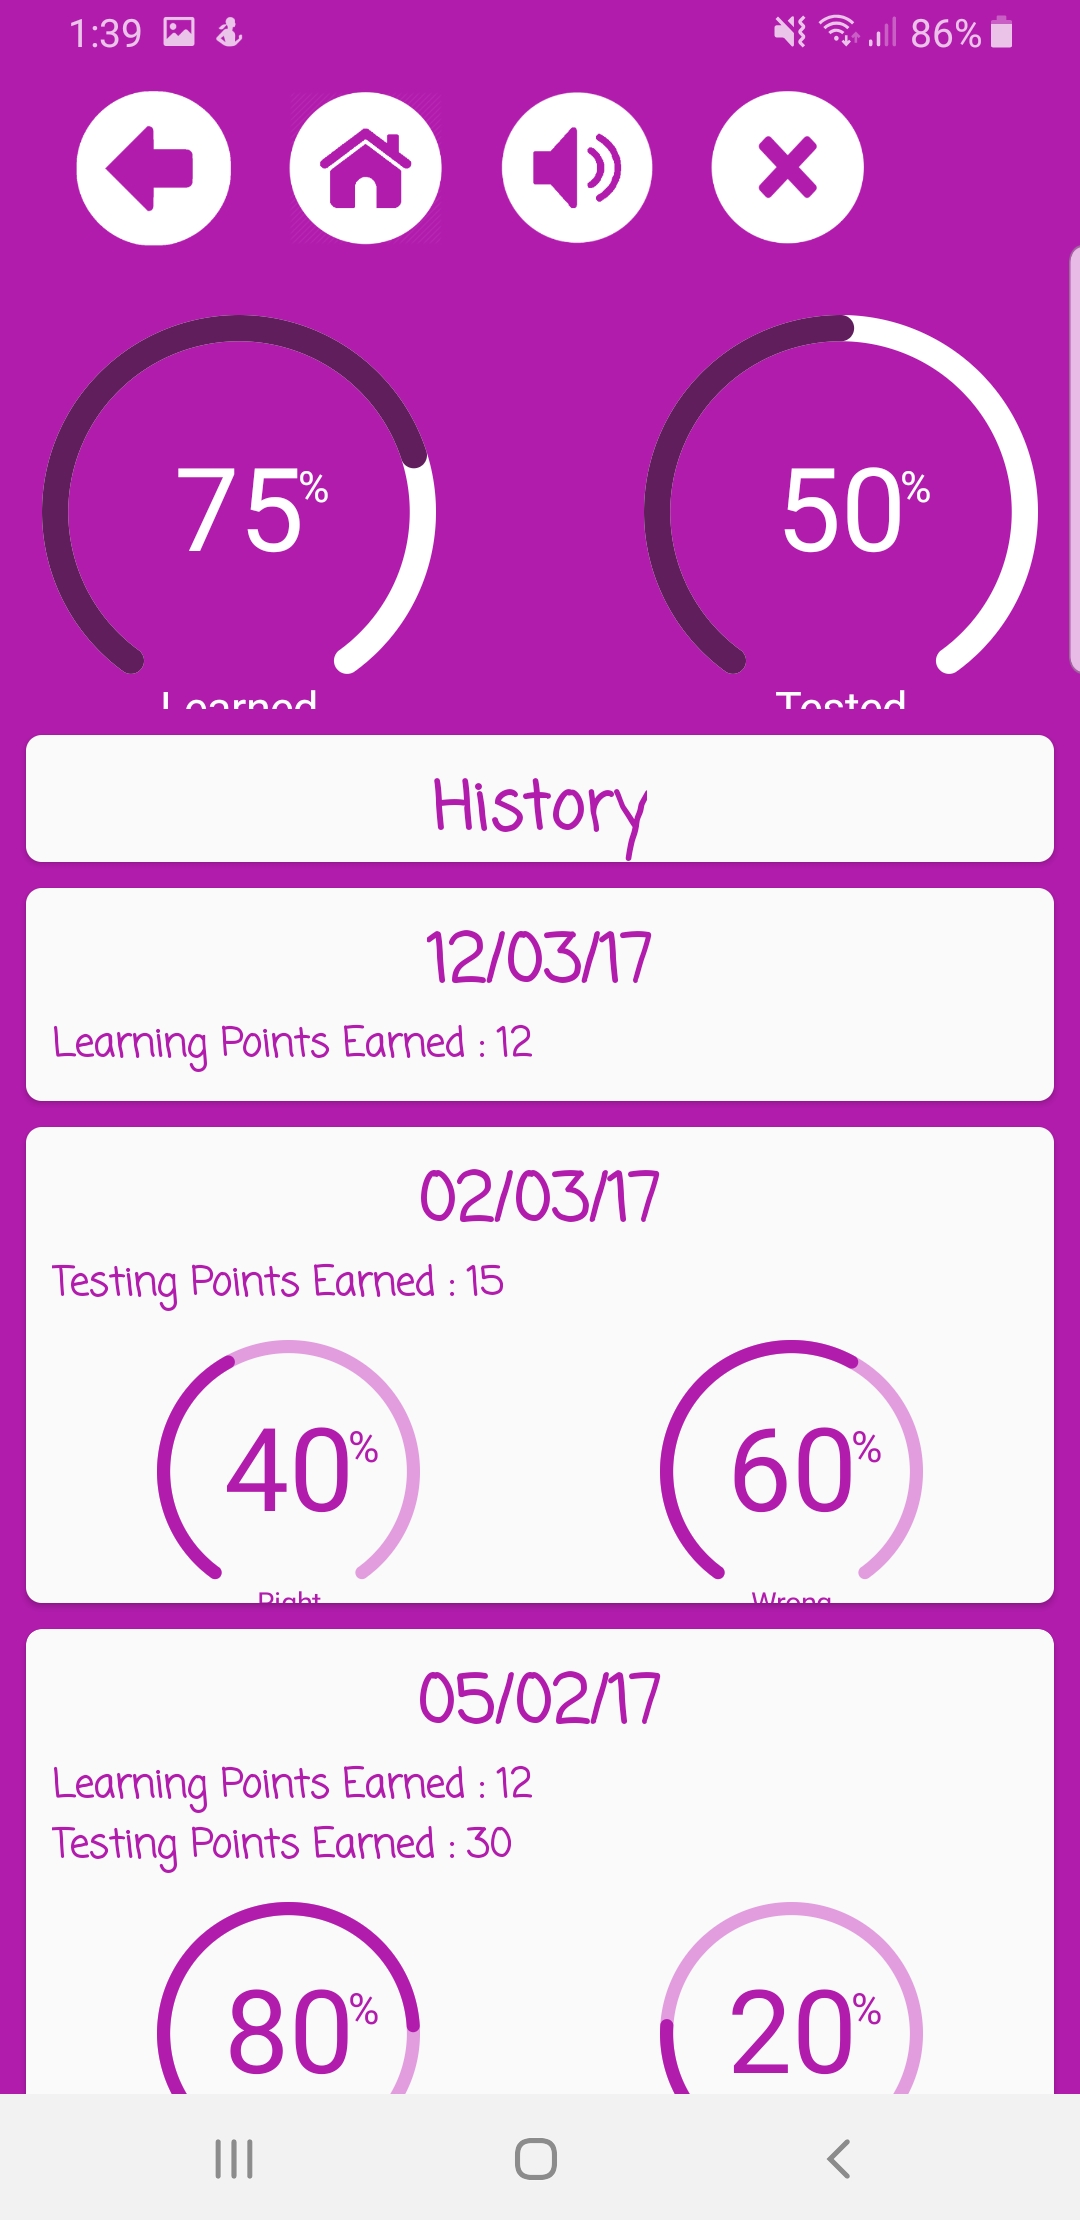 1:39 86%
75% 50%
Learned Tested
History
12/03/17
Learning Points Earned : 12
02/03/17
Testing Points Earned : 15
40% 60%
Right Wrong
05/02/17
Learning Points Earned : 12
Testing Points Earned : 30
80% 20%